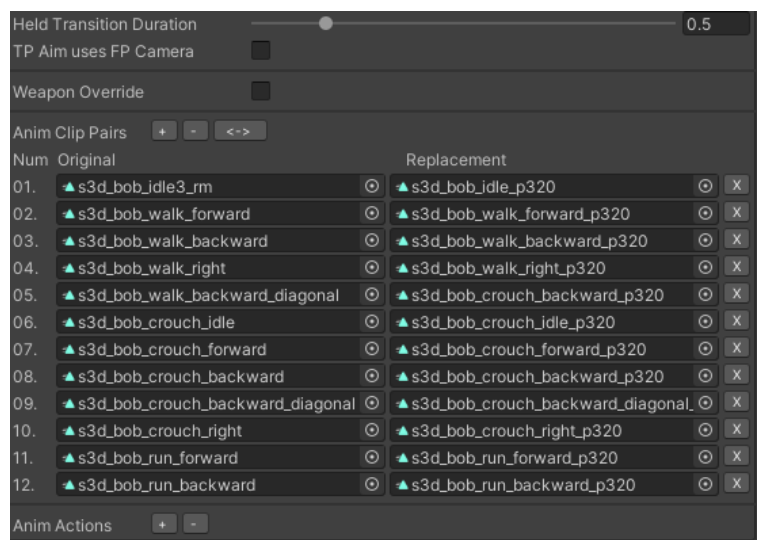 Held Transition Duration 0.5
TP Aim uses FP Camera
Weapon Override
Anim Clip Pairs + - <->
Num Original Replacement
01. s3d_bob_idle3_rm s3d_bob_idle_p320 X
02. s3d_bob_walk_forward s3d_bob_walk_forward_p320 X
03. s3d_bob_walk_backward s3d_bob_walk_backward_p320 X
04. s3d_bob_walk_right s3d_bob_walk_right_p320 X
05. s3d_bob_walk_backward_diagonal s3d_bob_crouch_backward_p320 X
06. s3d_bob_crouch_idle s3d_bob_crouch_idle_p320 X
07. s3d_bob_crouch_forward s3d_bob_crouch_forward_p320 X
08. s3d_bob_crouch_backward s3d_bob_crouch_backward_p320 X
09. s3d_bob_crouch_backward_diagonal s3d_bob_crouch_backward_diagonal_ X
10. s3d_bob_crouch_right s3d_bob_crouch_right_p320 X
11. s3d_bob_run_forward s3d_bob_run_forward_p320 X
12. s3d_bob_run_backward s3d_bob_run_backward_p320 X
Anim Actions + -